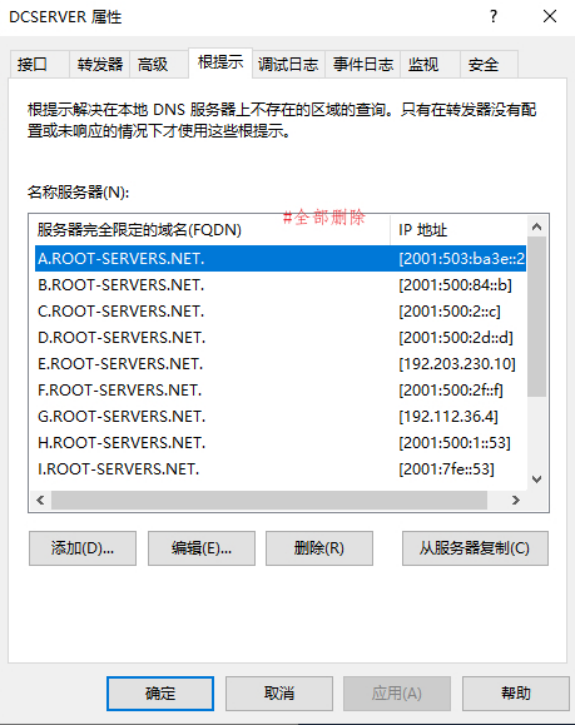 DCSERVER 属性
接口 转发器 高级 根提示 调试日志 事件日志 监视 安全
根提示解决在本地 DNS 服务器上不存在的区域的查询。只有在转发器没有配
置或未响应的情况下才使用这些根提示。
名称服务器(N):
#全部删除
服务器完全限定的域名(FQDN) IP 地址
A.ROOT-SERVERS.NET. [2001:503:ba3e::2
B.ROOT-SERVERS.NET. [2001:500:84::b]
C.ROOT-SERVERS.NET. [2001:500:2::c]
D.ROOT-SERVERS.NET. [2001:500:2d::d]
E.ROOT-SERVERS.NET. [192.203.230.10]
F.ROOT-SERVERS.NET. [2001:500:2f::f]
G.ROOT-SERVERS.NET. [192.112.36.4]
H.ROOT-SERVERS.NET. [2001:500:1::53]
I.ROOT-SERVERS.NET. [2001:7fe::53]
添加(D)... 编辑(E)... 删除(R) 从服务器复制(C)
确定 取消 应用(A) 帮助